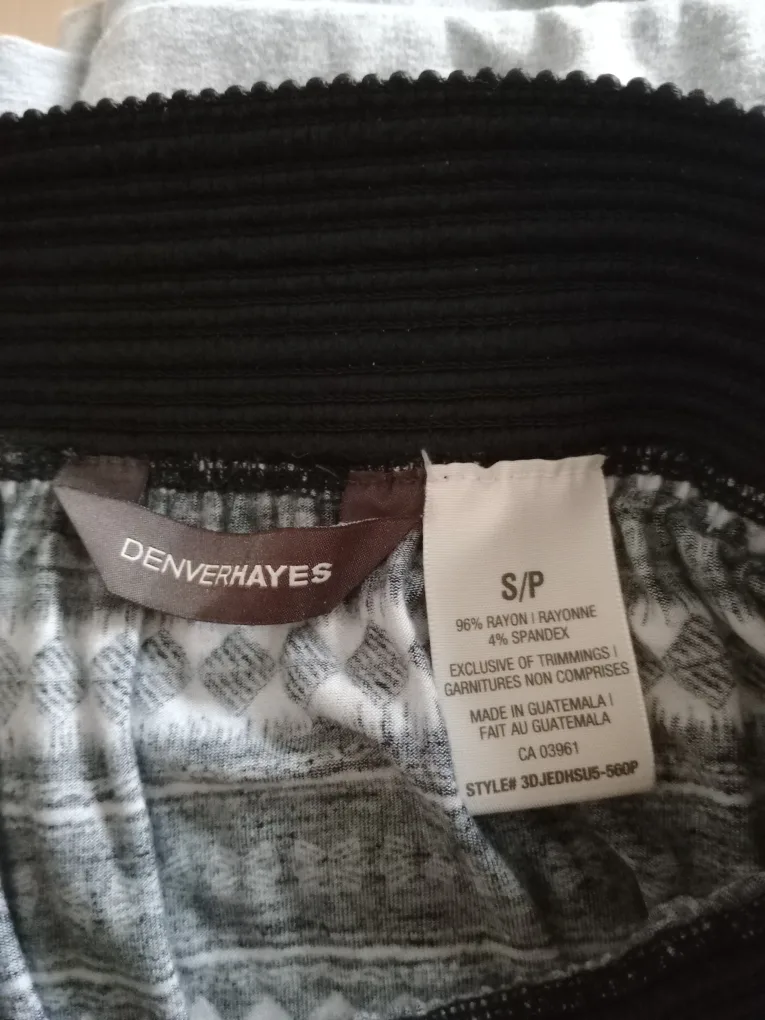 DENVERHAYES
S/P
96% RAYON | RAYONNE
4% SPANDEX
EXCLUSIVE OF TRIMMINGS |
GARNITURES NON COMPRISES
MADE IN GUATEMALA |
FAIT AU GUATEMALA
CA 03961
STYLE# 3DJEDHSU5-560P